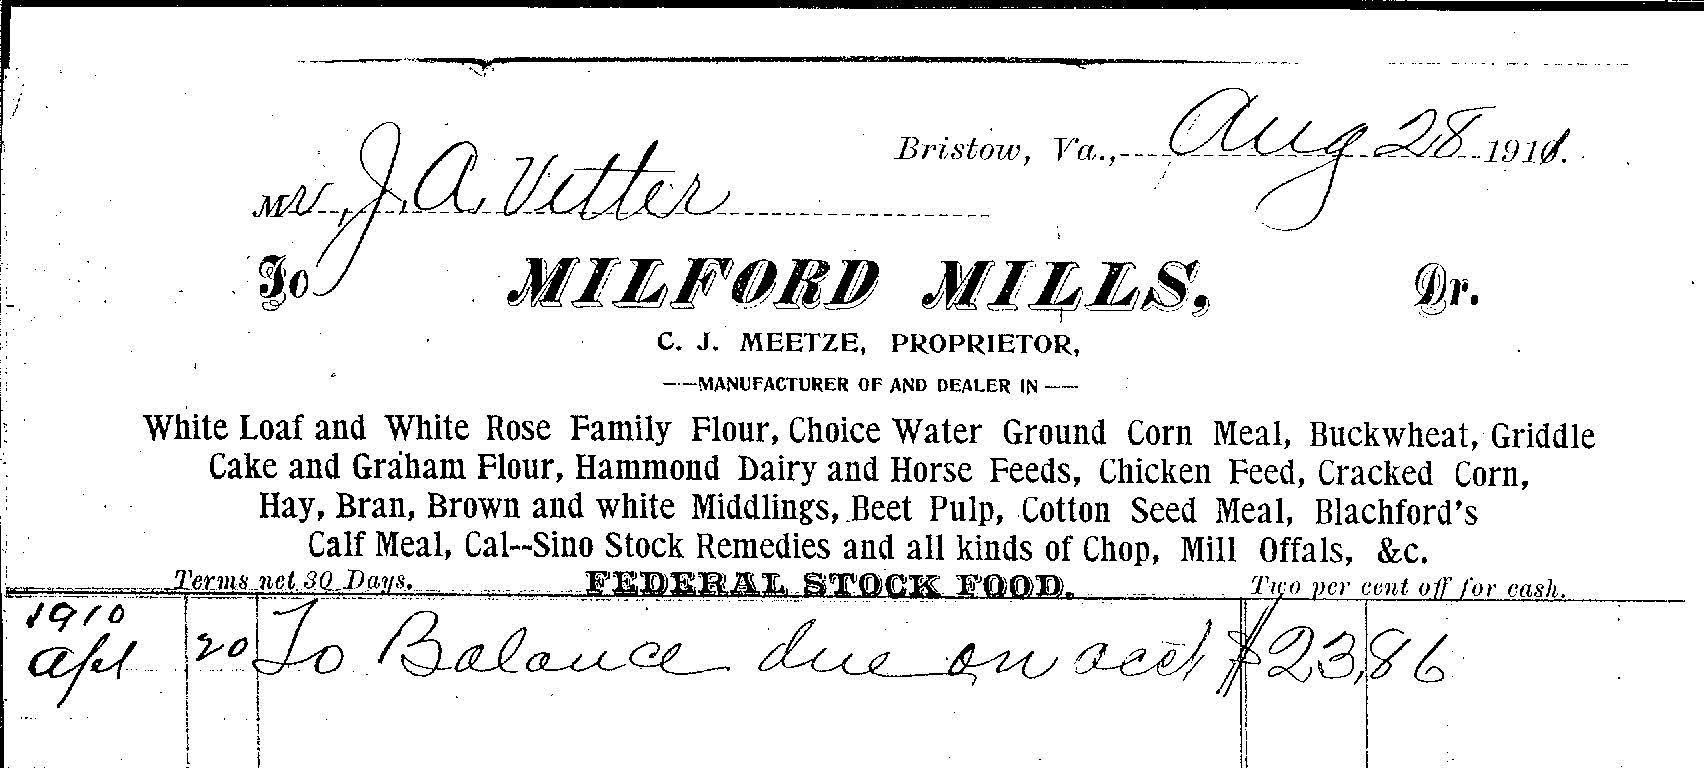 Bristow, Va., Aug 28 1911.
Mr. J. A. Vetter
To MILFORD MILLS, Dr.
C. J. MEETZE, PROPRIETOR,
MANUFACTURER OF AND DEALER IN
White Loaf and White Rose Family Flour, Choice Water Ground Corn Meal, Buckwheat, Griddle
Cake and Graham Flour, Hammond Dairy and Horse Feeds, Chicken Feed, Cracked Corn,
Hay, Bran, Brown and white Middlings, Beet Pulp, Cotton Seed Meal, Blachford's
Calf Meal, Cal--Sino Stock Remedies and all kinds of Chop, Mill Offals, &c.
Terms net 30 Days. FEDERAL STOCK FOOD. Two per cent off for cash.
1910
Apl 20 To Balance due on acct $23,86